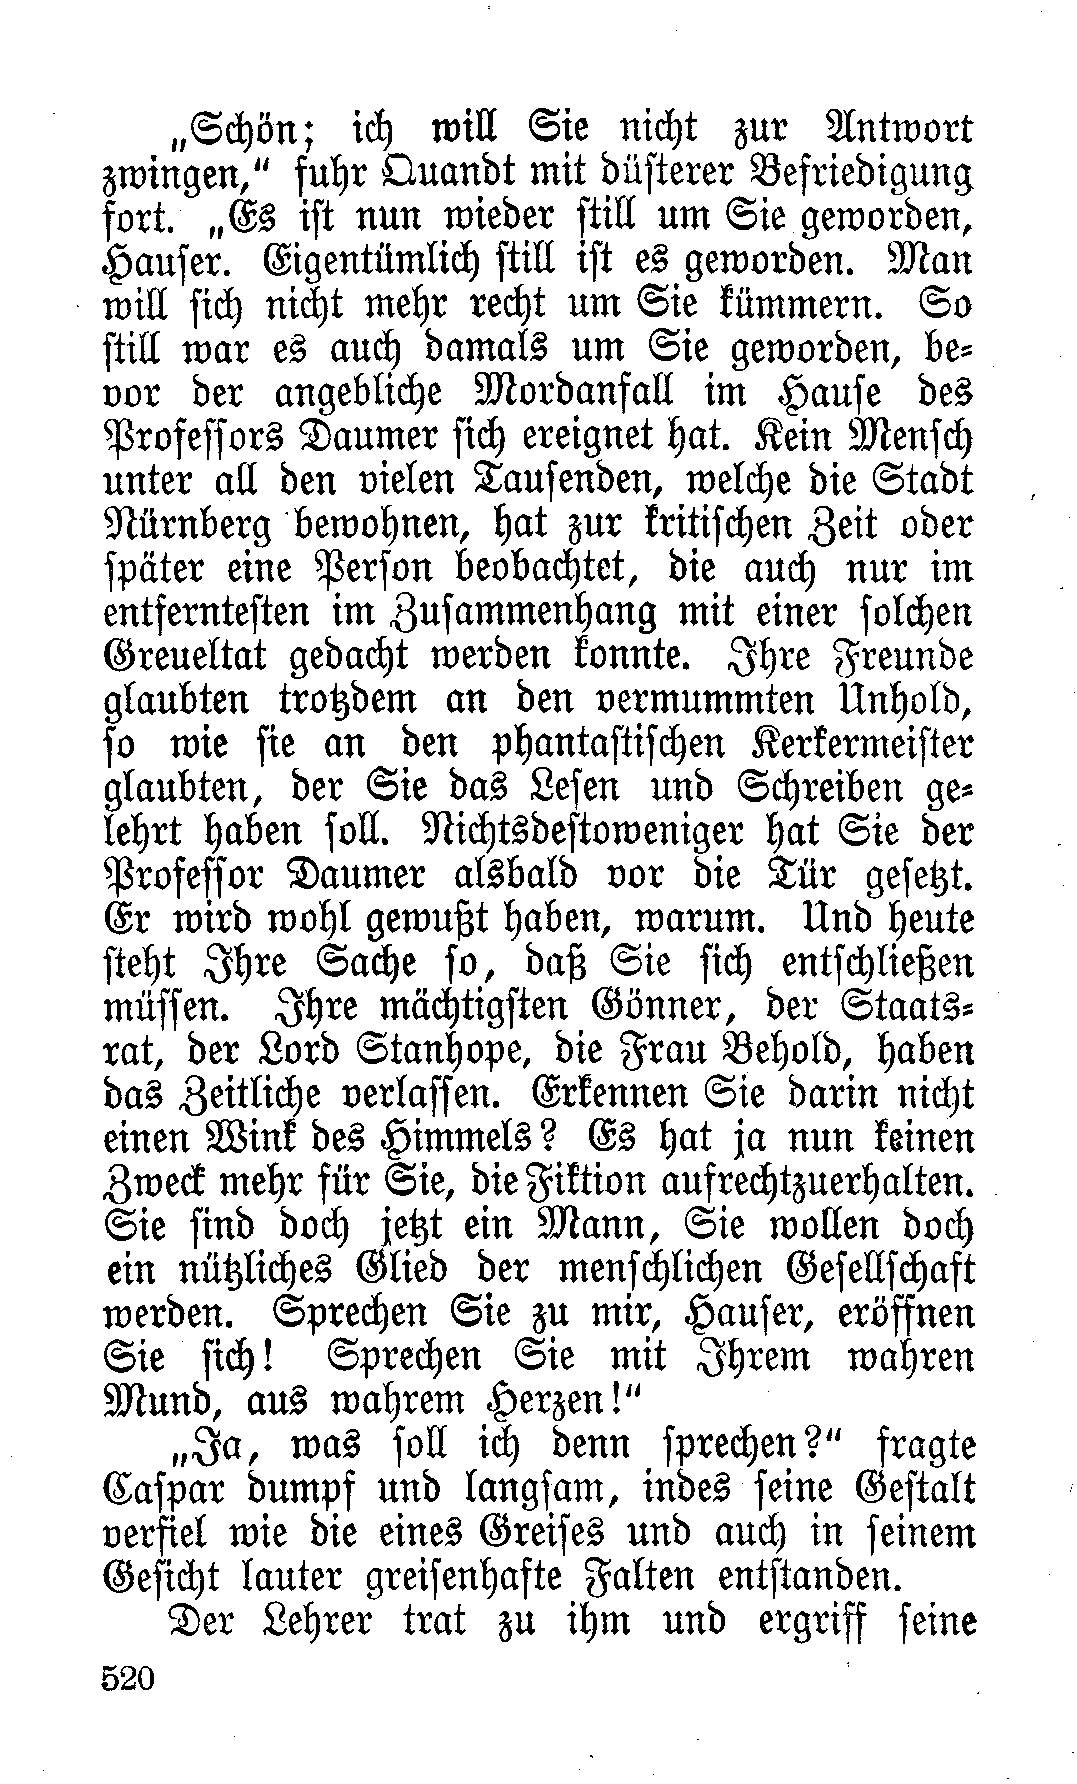 „Schön; ich will Sie nicht zur Antwort
zwingen,“ fuhr Quandt mit düsterer Befriedigung
fort. „Es ist nun wieder still um Sie geworden,
Hauser. Eigentümlich still ist es geworden. Man
will sich nicht mehr recht um Sie kümmern. So
still war es auch damals um Sie geworden, be-
vor der angebliche Mordanfall im Hause des
Professors Daumer sich ereignet hat. Kein Mensch
unter all den vielen Tausenden, welche die Stadt
Nürnberg bewohnen, hat zur kritischen Zeit oder
später eine Person beobachtet, die auch nur im
entferntesten im Zusammenhang mit einer solchen
Greueltat gedacht werden konnte. Ihre Freunde
glaubten trotzdem an den vermummten Unhold,
so wie sie an den phantastischen Kerkermeister
glaubten, der Sie das Lesen und Schreiben ge-
lehrt haben soll. Nichtsdestoweniger hat Sie der
Professor Daumer alsbald vor die Tür gesetzt.
Er wird wohl gewußt haben, warum. Und heute
steht Ihre Sache so, daß Sie sich entschließen
müssen. Ihre mächtigsten Gönner, der Staats-
rat, der Lord Stanhope, die Frau Behold, haben
das Zeitliche verlassen. Erkennen Sie darin nicht
einen Wink des Himmels? Es hat ja nun keinen
Zweck mehr für Sie, die Fiktion aufrechtzuerhalten.
Sie sind doch jetzt ein Mann, Sie wollen doch
ein nützliches Glied der menschlichen Gesellschaft
werden. Sprechen Sie zu mir, Hauser, eröffnen
Sie sich! Sprechen Sie mit Ihrem wahren
Mund, aus wahrem Herzen!“
„Ja, was soll ich denn sprechen?“ fragte
Caspar dumpf und langsam, indes seine Gestalt
verfiel wie die eines Greises und auch in seinem
Gesicht lauter greisenhafte Falten entstanden.
Der Lehrer trat zu ihm und ergriff seine
520